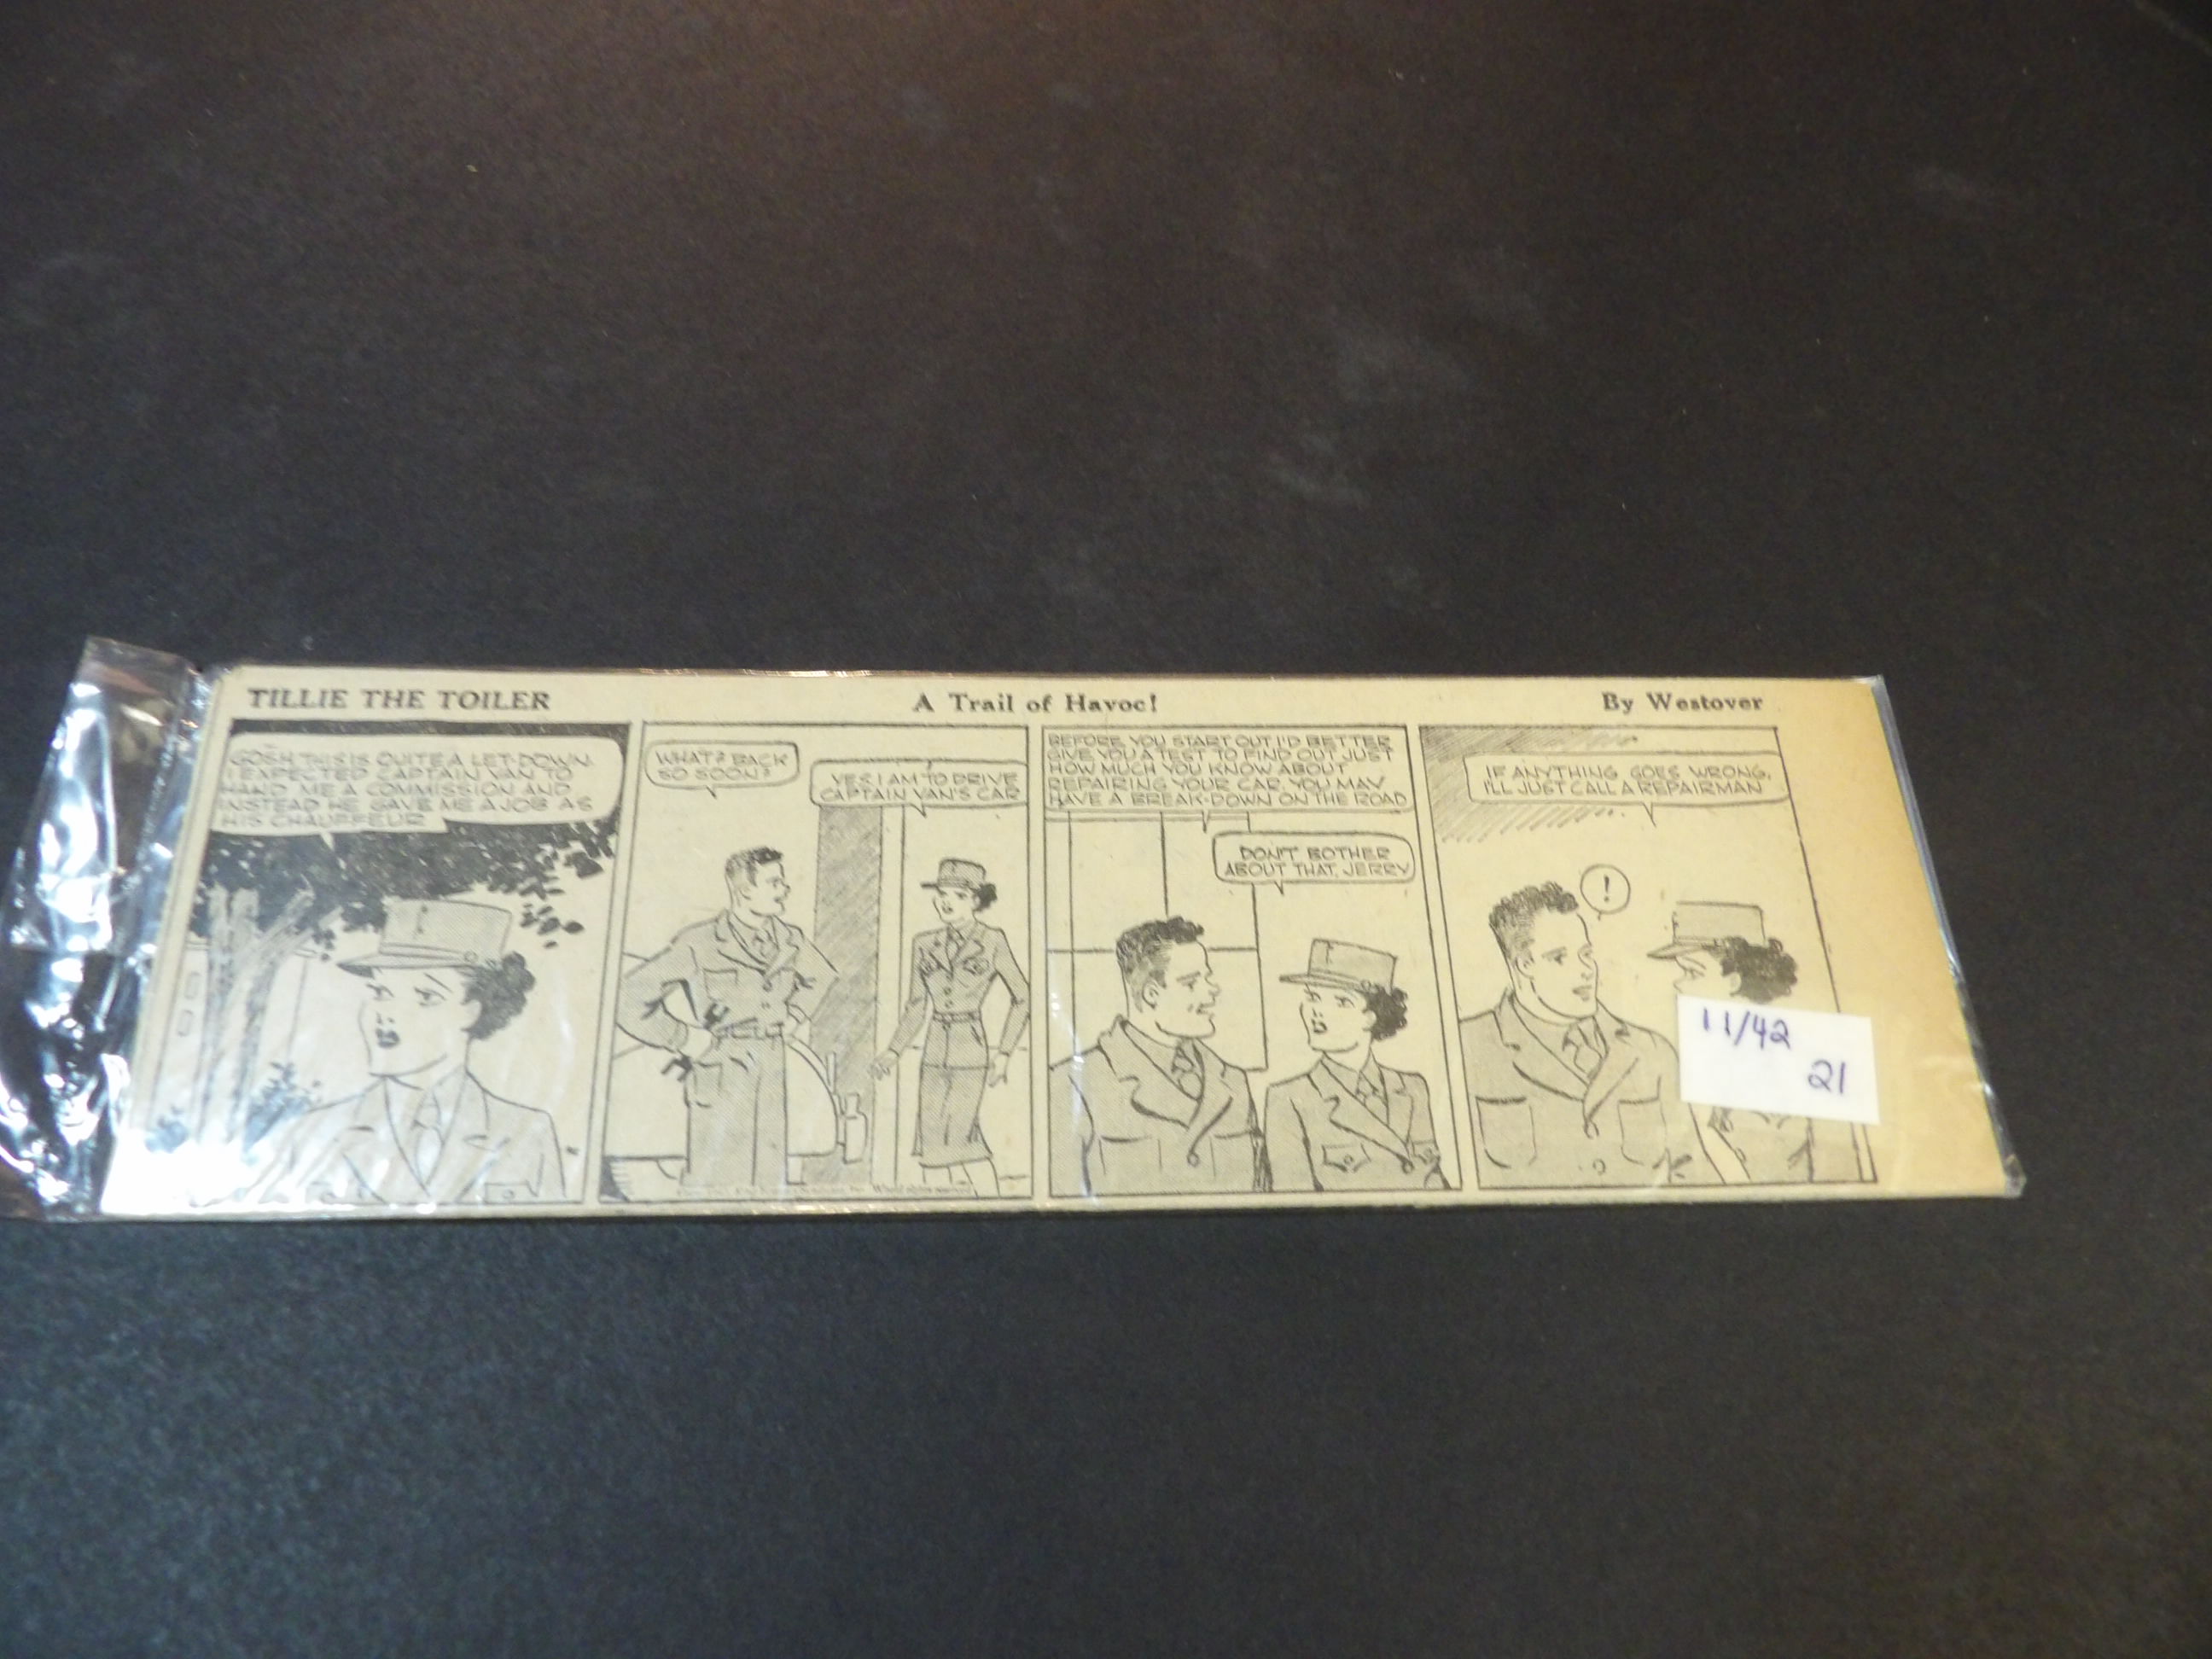 TILLIE THE TOILER
A Trail of Havoc!
By Westover
GOSH, THIS IS QUITE A LET-DOWN.
I EXPECTED CAPTAIN VAN TO
HAND ME A COMMISSION AND
INSTEAD HE GAVE ME A JOB AS
HIS CHAUFFEUR
WHAT? BACK
SO SOON?
YES, I AM TO DRIVE
CAPTAIN VAN'S CAR
BEFORE YOU START OUT I'D BETTER
GIVE YOU A TEST TO FIND OUT JUST
HOW MUCH YOU KNOW ABOUT
REPAIRING YOUR CAR. YOU MAY
HAVE A BREAK-DOWN ON THE ROAD
DON'T BOTHER
ABOUT THAT, JERRY
IF ANYTHING GOES WRONG,
I'LL JUST CALL A REPAIRMAN
!
11/42
21